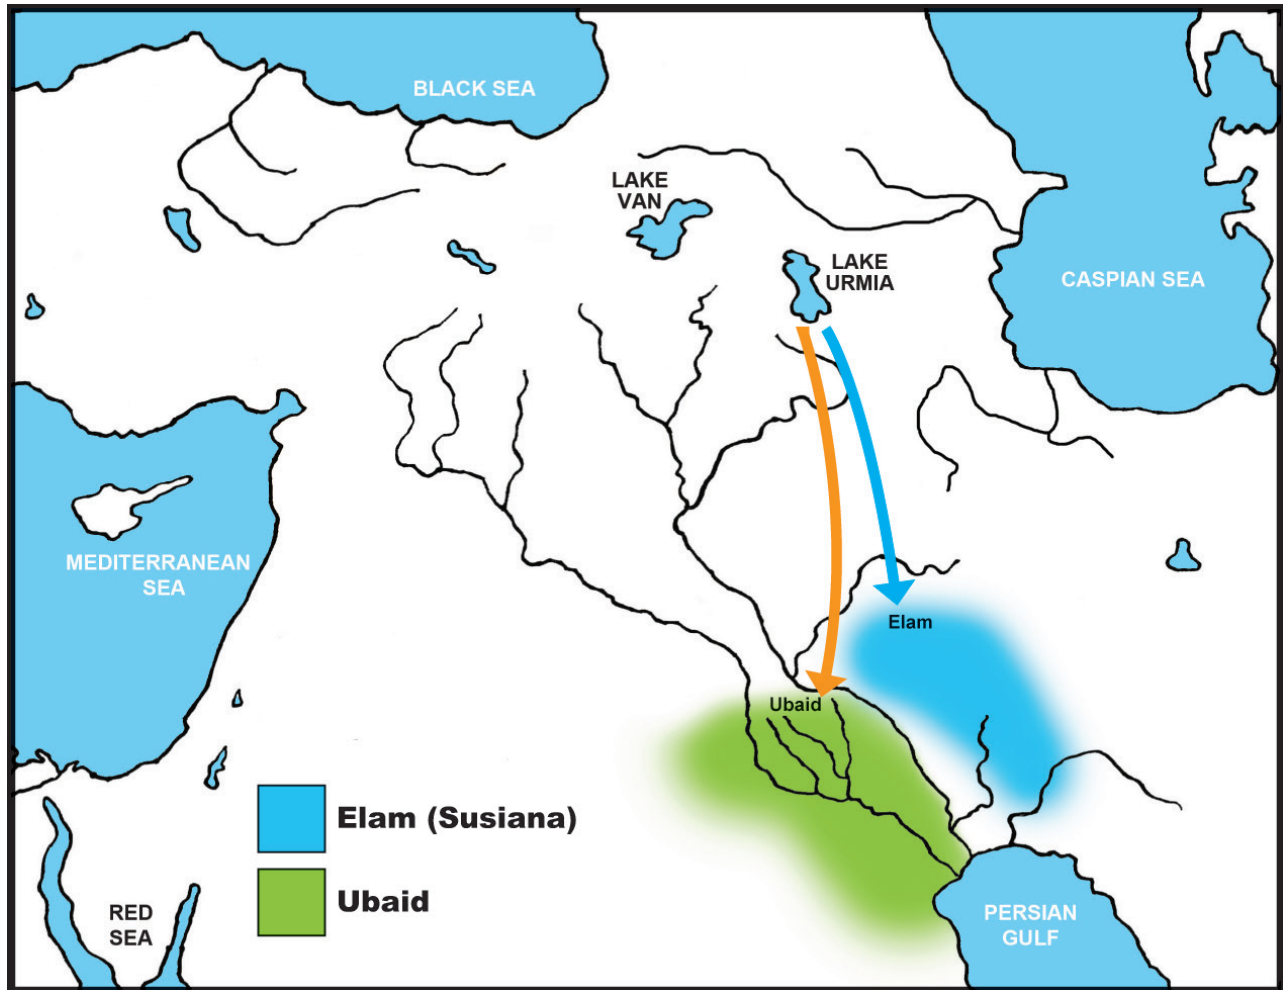 BLACK SEA
LAKE
VAN
LAKE
URMIA
CASPIAN SEA
MEDITERRANEAN
SEA
Elam
Ubaid
Elam (Susiana)
Ubaid
RED
SEA
PERSIAN
GULF